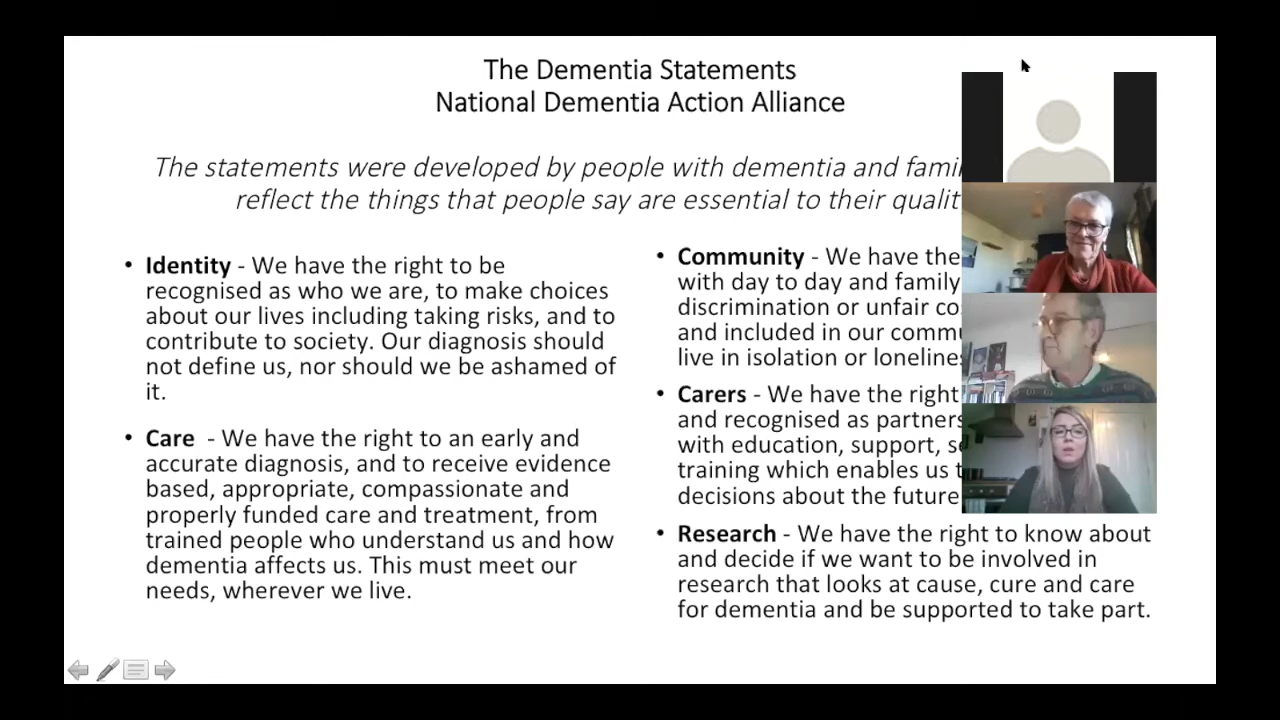 The Dementia Statements
National Dementia Action Alliance
The statements were developed by people with dementia and
reflect the things that people say are essential to their
• Identity - We have the right to be
recognised as who we are, to make choices
about our lives including taking risks, and to
contribute to society. Our diagnosis should
not define us, nor should we be ashamed of
it.
• Care - We have the right to an early and
accurate diagnosis, and to receive evidence
based, appropriate, compassionate and
properly funded care and treatment, from
trained people who understand us and how
dementia affects us. This must meet our
needs, wherever we live.
• Community - We have the
with day to day and family
discrimination or unfair
and included in our
live in isolation or
• Carers - We have the right
and recognised as partners
with education, support,
training which enables us
decisions about the future
• Research - We have the right to know about
and decide if we want to be involved in
research that looks at cause, cure and care
for dementia and be supported to take part.